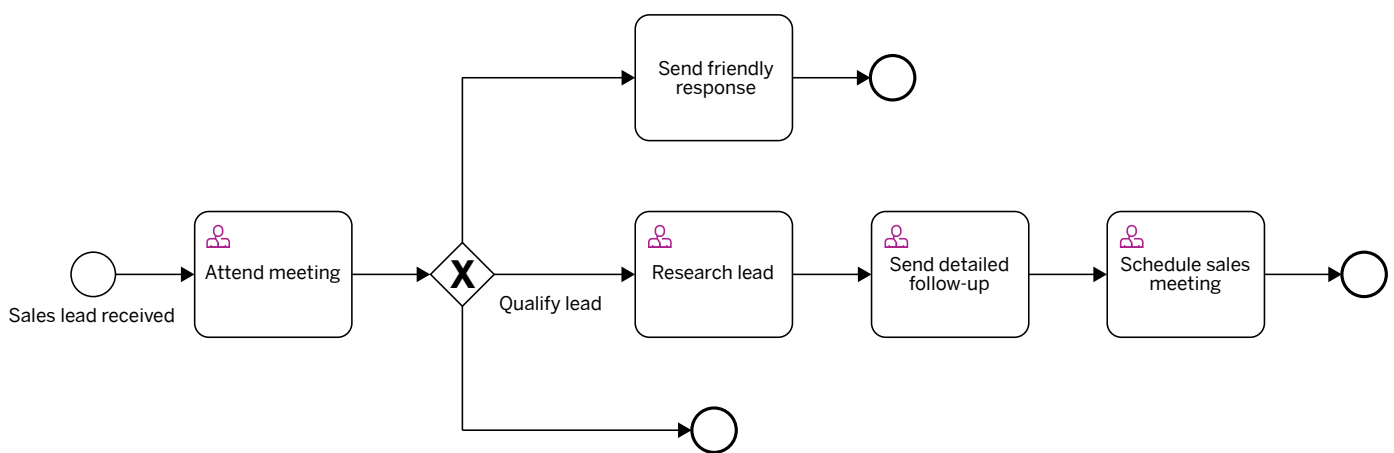 Send friendly
response
Sales lead received
Attend meeting
Qualify lead
Research lead
Send detailed
follow-up
Schedule sales
meeting